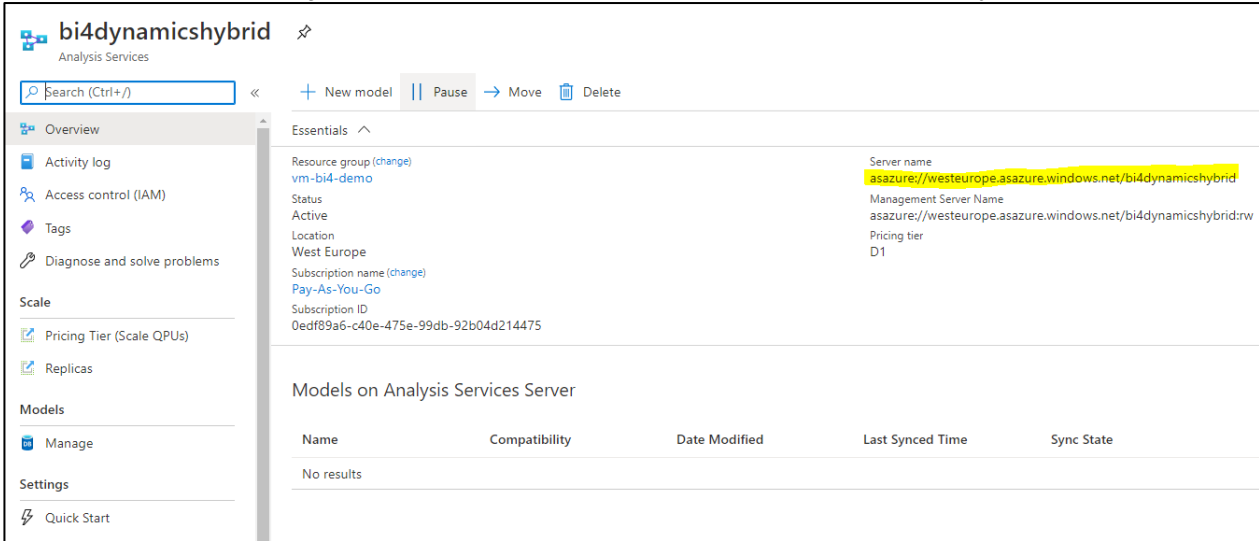 bi4dynamicshybrid
Analysis Services
Search (Ctrl+/)
«
New model
Pause
Move
Delete
Overview
Activity log
Access control (IAM)
Tags
Diagnose and solve problems
Scale
Pricing Tier (Scale QPUs)
Replicas
Models
Manage
Settings
Quick Start
Essentials
Resource group (change)
vm-bi4-demo
Status
Active
Location
West Europe
Subscription name (change)
Pay-As-You-Go
Subscription ID
0edf89a6-c40e-475e-99db-92b04d214475
Server name
asazure://westeurope.asazure.windows.net/bi4dynamicshybrid
Management Server Name
asazure://westeurope.asazure.windows.net/bi4dynamicshybrid:rw
Pricing tier
D1
Models on Analysis Services Server
Name Compatibility Date Modified Last Synced Time Sync State
No results